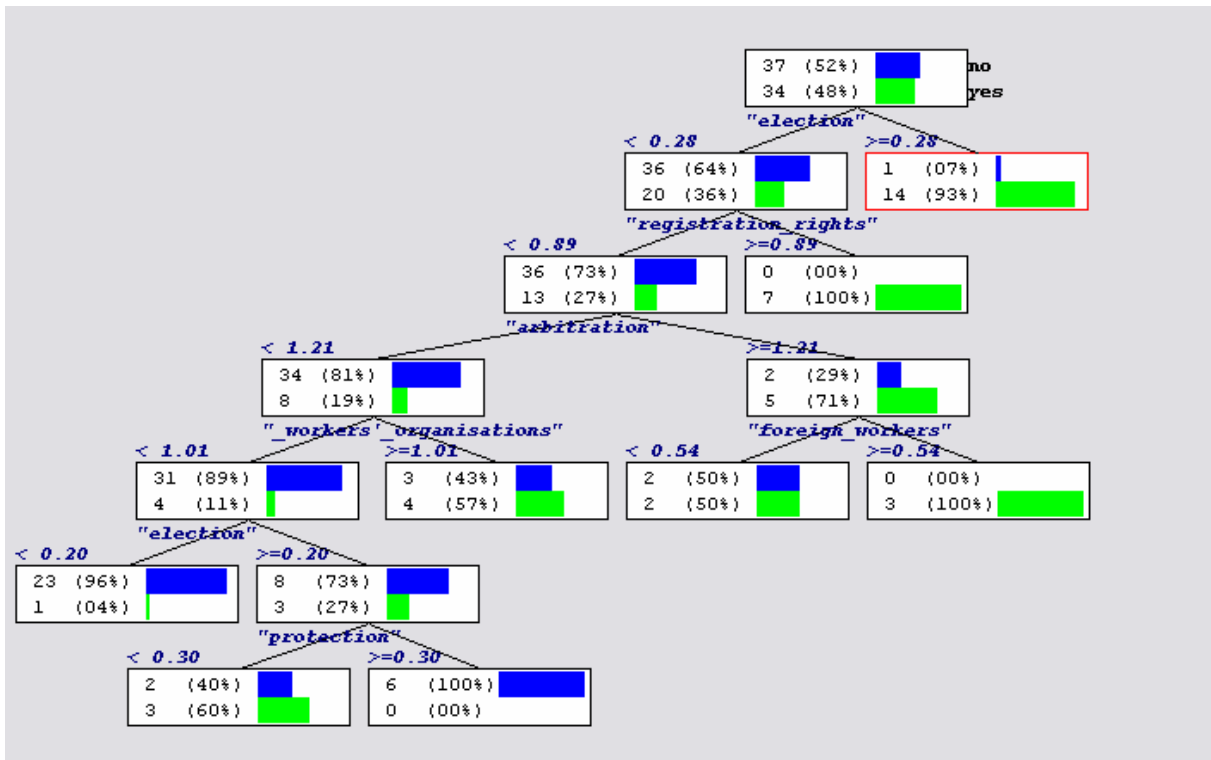 37 (52%) no
34 (48%) yes
"election"
< 0.28 >=0.28
36 (64%) 1 (07%)
20 (36%) 14 (93%)
"registration_rights"
< 0.89 >=0.89
36 (73%) 0 (00%)
13 (27%) 7 (100%)
"arbitration"
< 1.21 >=1.21
34 (81%) 2 (29%)
8 (19%) 5 (71%)
"_workers'_organisations" "foreign_workers"
< 1.01 >=1.01 < 0.54 >=0.54
31 (89%) 3 (43%) 2 (50%) 0 (00%)
4 (11%) 4 (57%) 2 (50%) 3 (100%)
"election"
< 0.20 >=0.20
23 (96%) 8 (73%)
1 (04%) 3 (27%)
"protection"
< 0.30 >=0.30
2 (40%) 6 (100%)
3 (60%) 0 (00%)